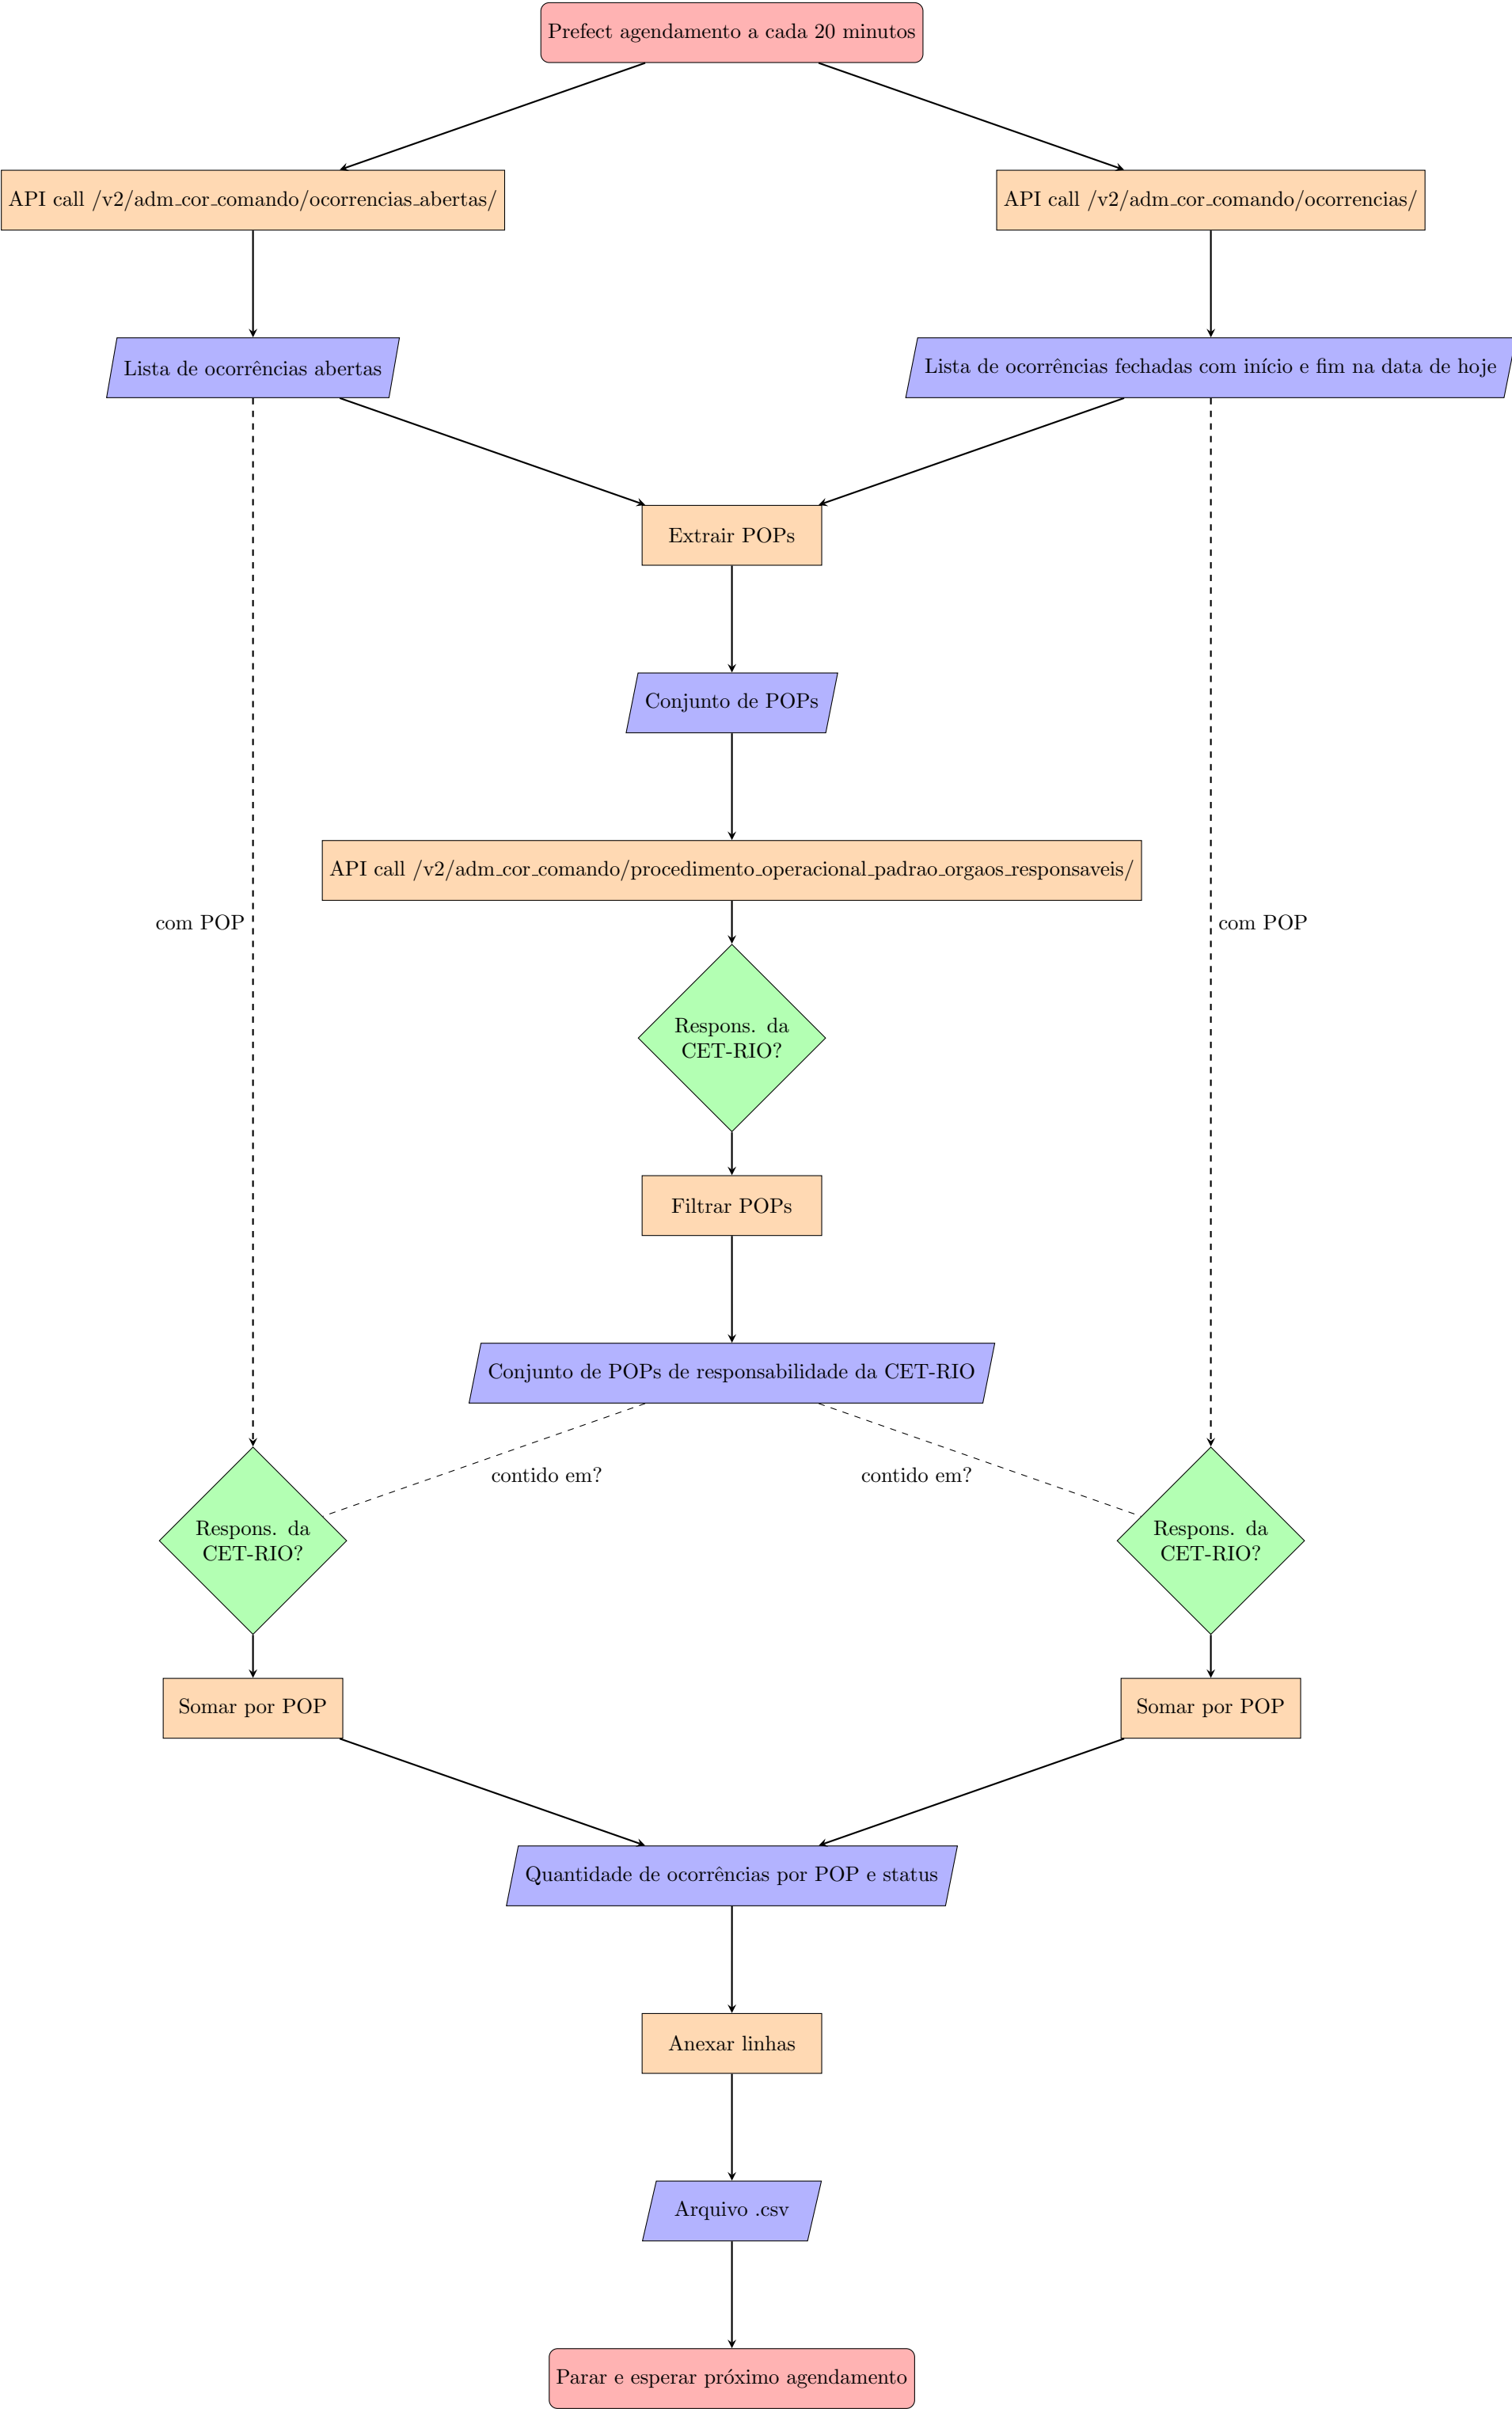 Prefect agendamento a cada 20 minutos
API call /v2/adm_cor_comando/ocorrencias_abertas/
API call /v2/adm_cor_comando/ocorrencias/
Lista de ocorrências abertas
Lista de ocorrências fechadas com início e fim na data de hoje
Extrair POPs
Conjunto de POPs
API call /v2/adm_cor_comando/procedimento_operacional_padrao_orgaos_responsaveis/
com POP
com POP
Respons. da
CET-RIO?
Filtrar POPs
Conjunto de POPs de responsabilidade da CET-RIO
contido em?
contido em?
Respons. da
CET-RIO?
Respons. da
CET-RIO?
Somar por POP
Somar por POP
Quantidade de ocorrências por POP e status
Anexar linhas
Arquivo .csv
Parar e esperar próximo agendamento